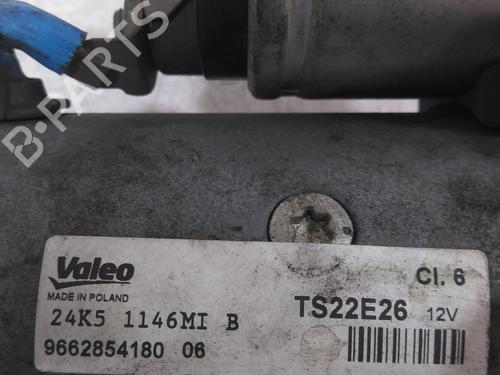 B-PARTS
Valeo
MADE IN POLAND
Cl. 6
24K5 1146MI B
TS22E26 12V
9662854180 06